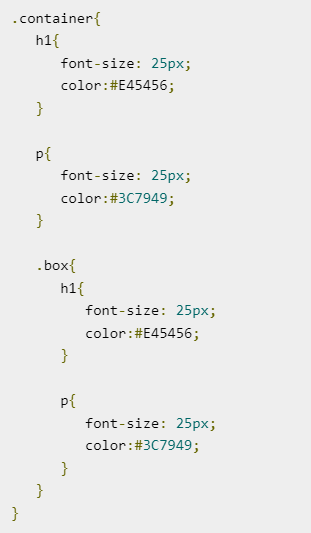 .container{
   h1{
      font-size: 25px;
      color:#E45456;
   }

   p{
      font-size: 25px;
      color:#3C7949;
   }

   .box{
      h1{
         font-size: 25px;
         color:#E45456;
      }

      p{
         font-size: 25px;
         color:#3C7949;
      }
   }
}